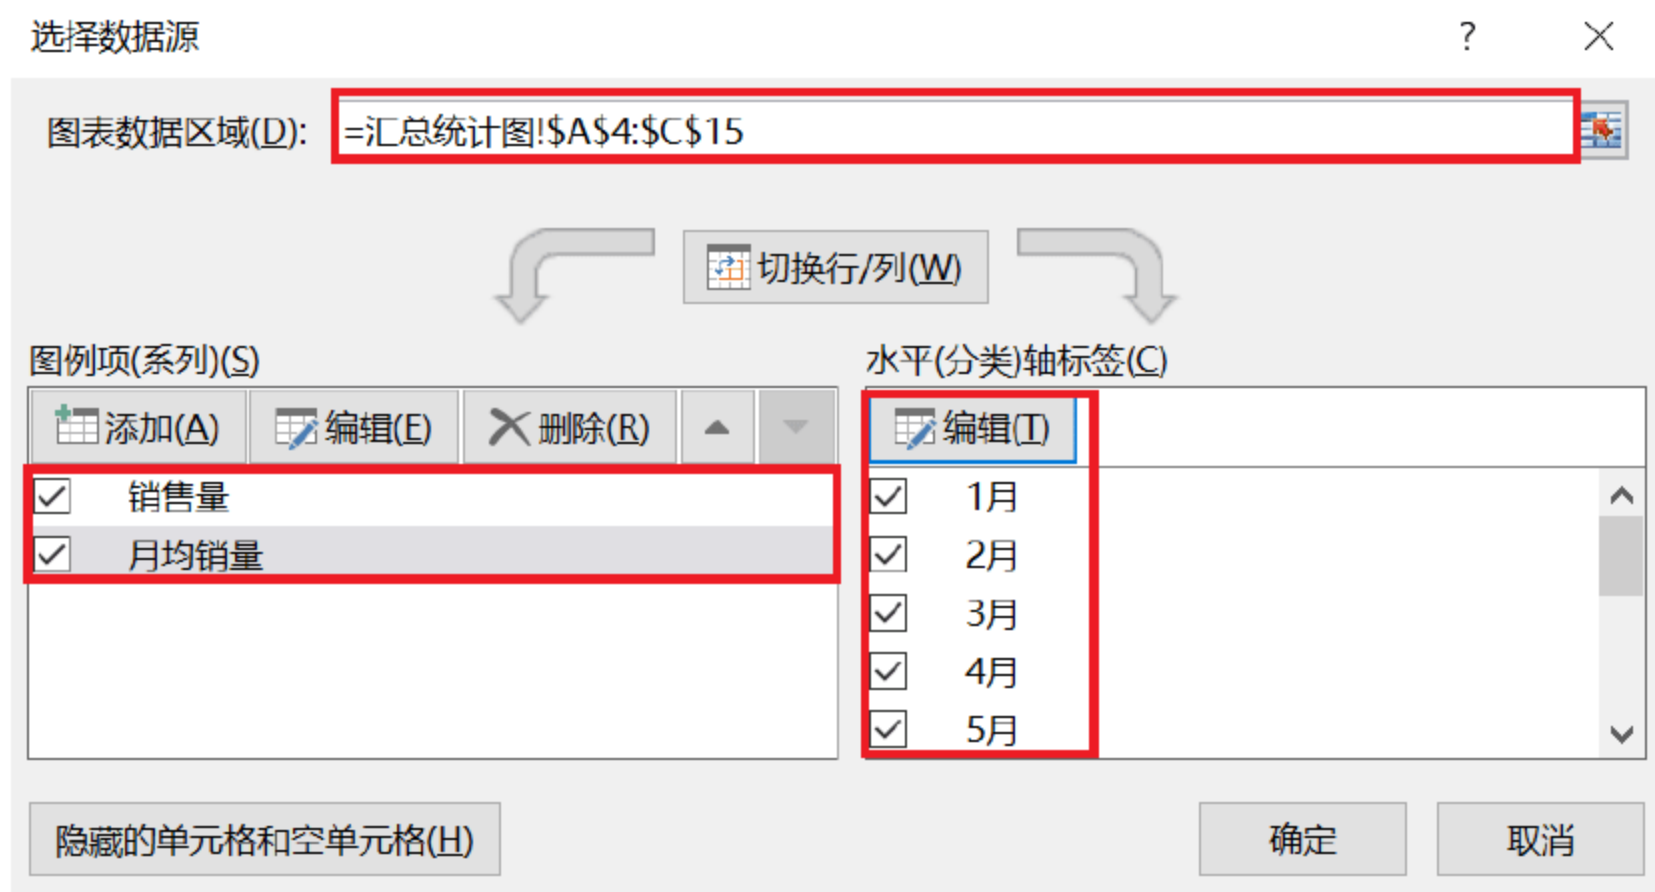 选择数据源
图表数据区域(D): =汇总统计图!$A$4:$C$15
切换行/列(W)
图例项(系列)(S)
添加(A) 编辑(E) 删除(R)
销售量
月均销量
水平(分类)轴标签(C)
编辑(T)
1月
2月
3月
4月
5月
隐藏的单元格和空单元格(H)
确定 取消